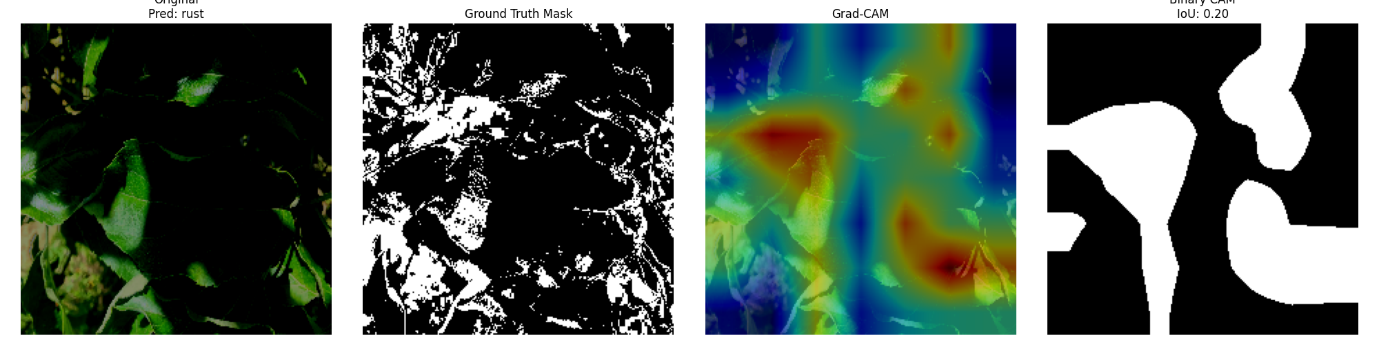 Original
Pred: rust
Ground Truth Mask
Grad-CAM
Binary CAM
IoU: 0.20